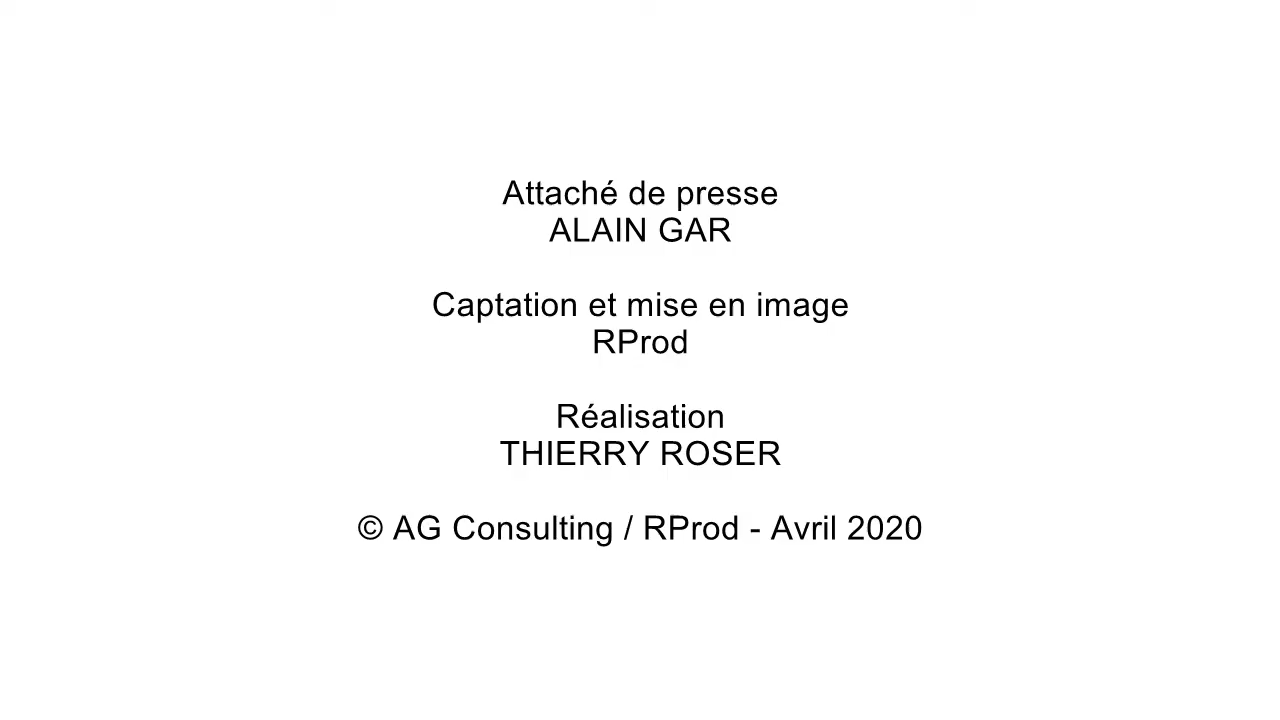 Attaché de presse
ALAIN GAR
Captation et mise en image
RProd
Réalisation
THIERRY ROSER
© AG Consulting / RProd - Avril 2020